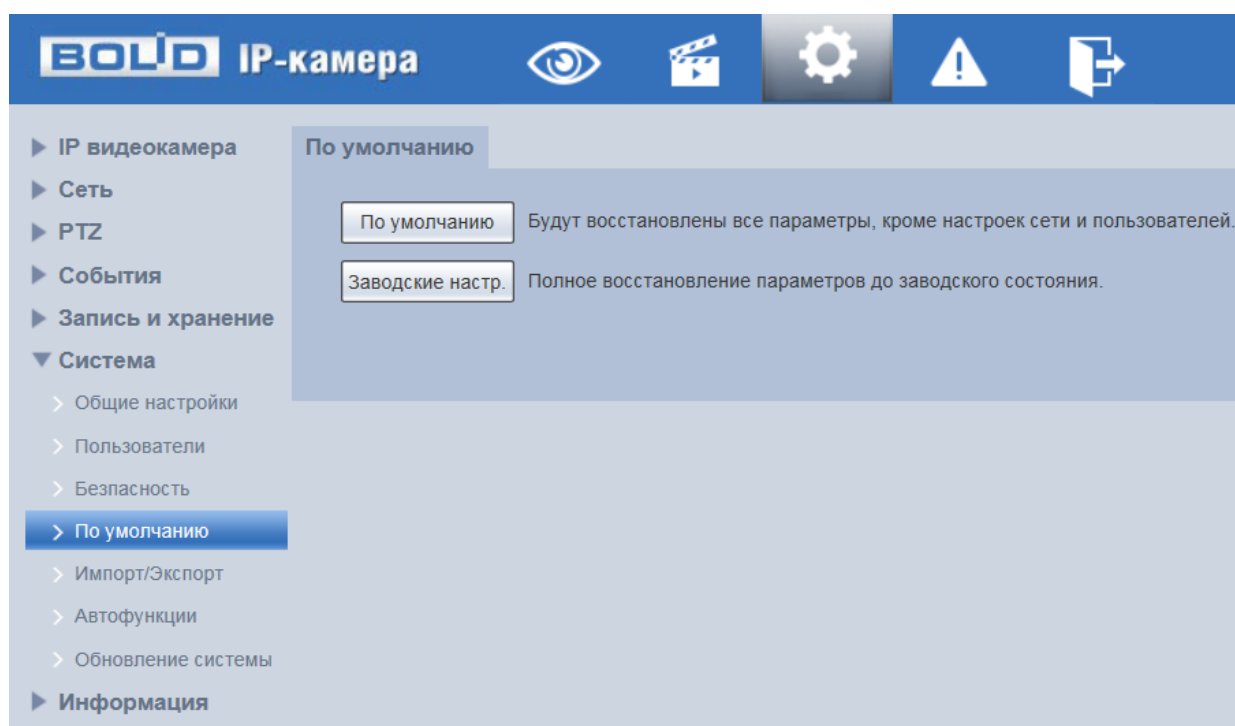 BOLID IP-камера
IP видеокамера
Сеть
PTZ
События
Запись и хранение
Система
Общие настройки
Пользователи
Безпасность
По умолчанию
Импорт/Экспорт
Автофункции
Обновление системы
Информация
По умолчанию
По умолчанию Будут восстановлены все параметры, кроме настроек сети и пользователей.
Заводские настр. Полное восстановление параметров до заводского состояния.